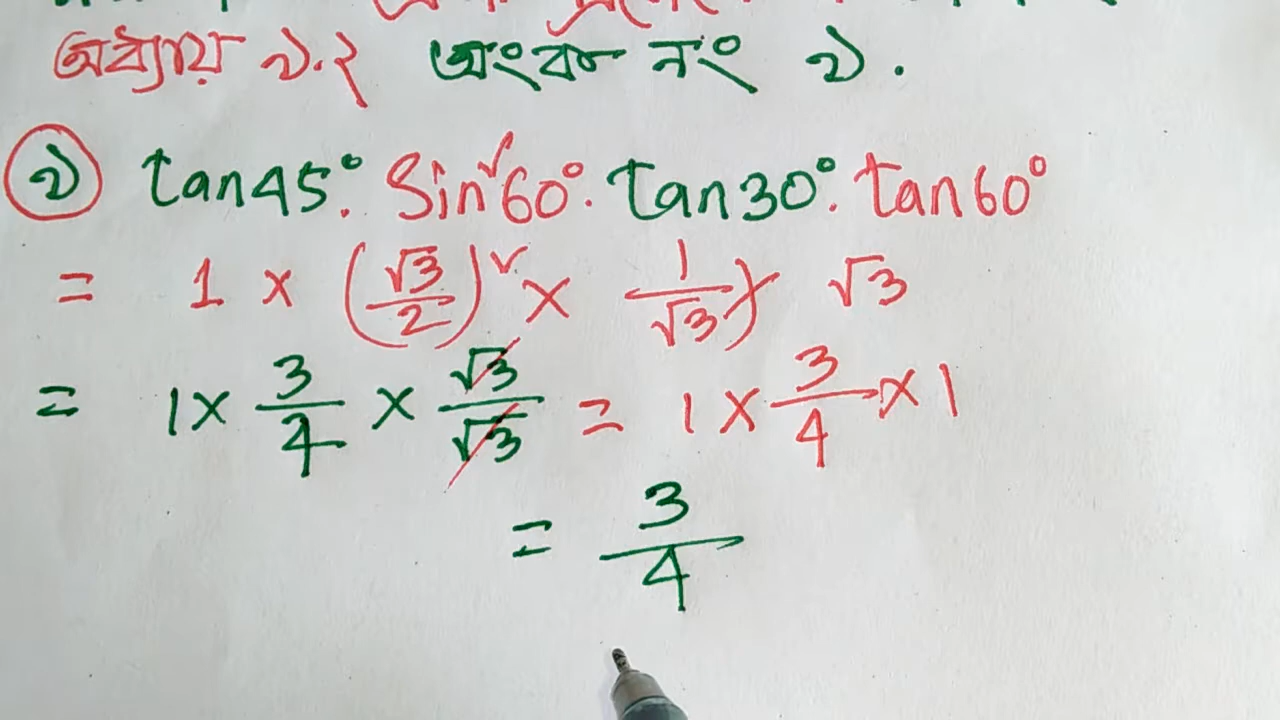 অধ্যায় ৯.২ অংক নং ৯.
৯ tan45°. Sin²60°. tan30°. tan60°
= 1 × (√3/2)² × 1/√3 × √3
= 1 × 3/4 × √3/√3 = 1 × 3/4 × 1
= 3/4